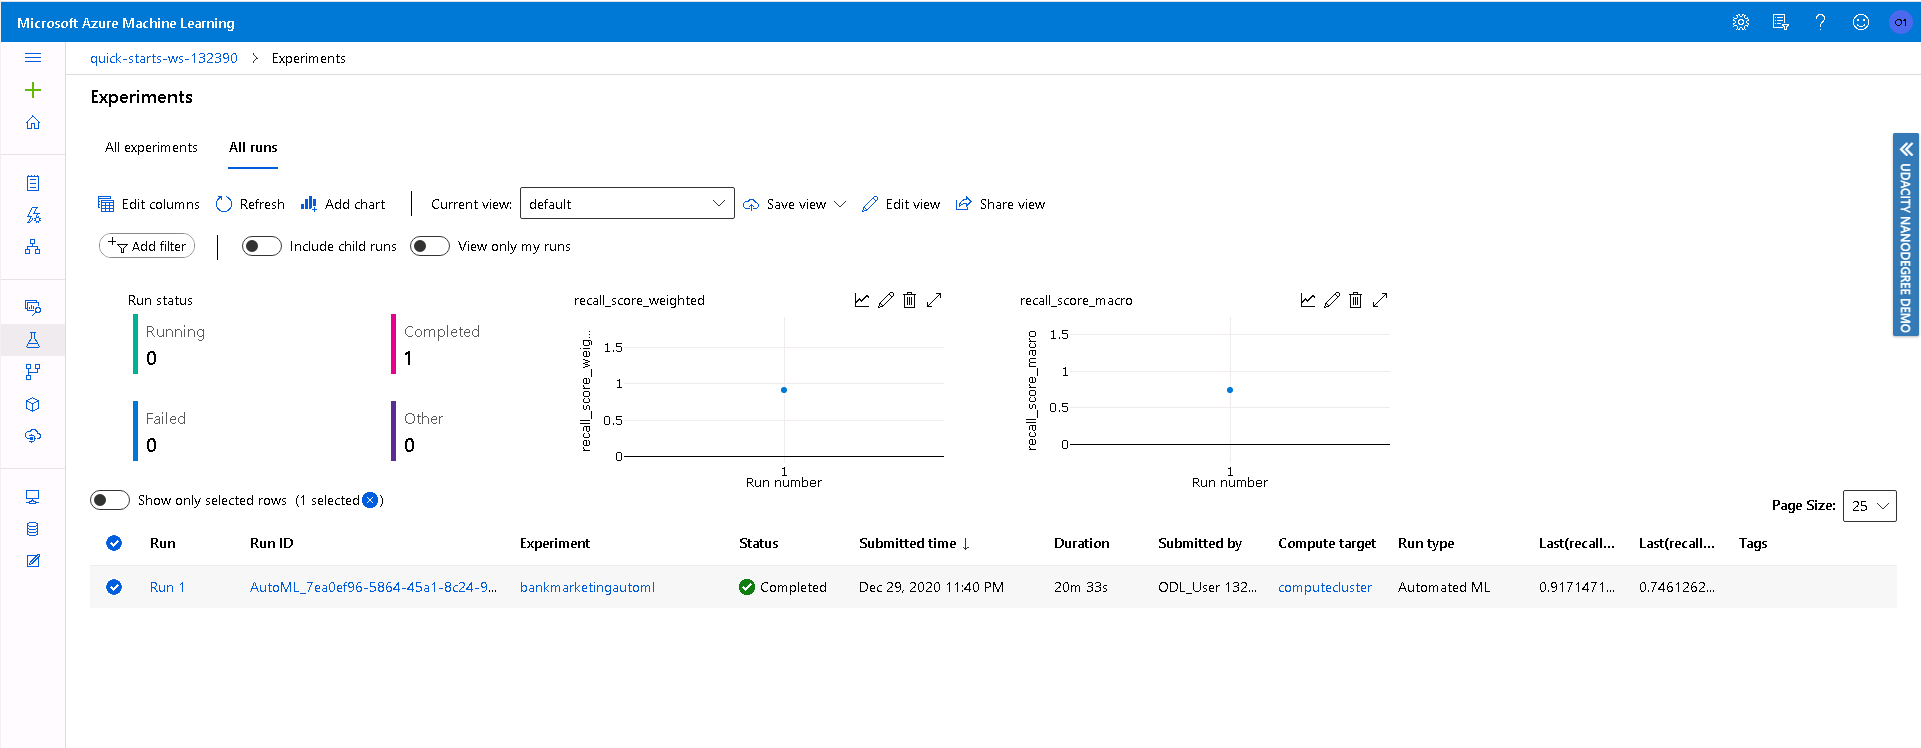 Microsoft Azure Machine Learning
O1
quick-starts-ws-132390 > Experiments
Experiments
All experiments All runs
Edit columns Refresh Add chart Current view: default Save view Edit view Share view
Add filter Include child runs View only my runs
UDACITY NANODEGREE DEMO
Run status
Running
0
Completed
1
Failed
0
Other
0
recall_score_weighted
recall_score_weig...
1.5
1
0.5
0
1
Run number
recall_score_macro
recall_score_macro
1.5
1
0.5
0
1
Run number
Show only selected rows (1 selected)
Page Size: 25
Run Run ID Experiment Status Submitted time ↓ Duration Submitted by Compute target Run type Last(recall... Last(recall... Tags
Run 1 AutoML_7ea0ef96-5864-45a1-8c24-9... bankmarketingautoml Completed Dec 29, 2020 11:40 PM 20m 33s ODL_User 132... computecluster Automated ML 0.9171471... 0.7461262...